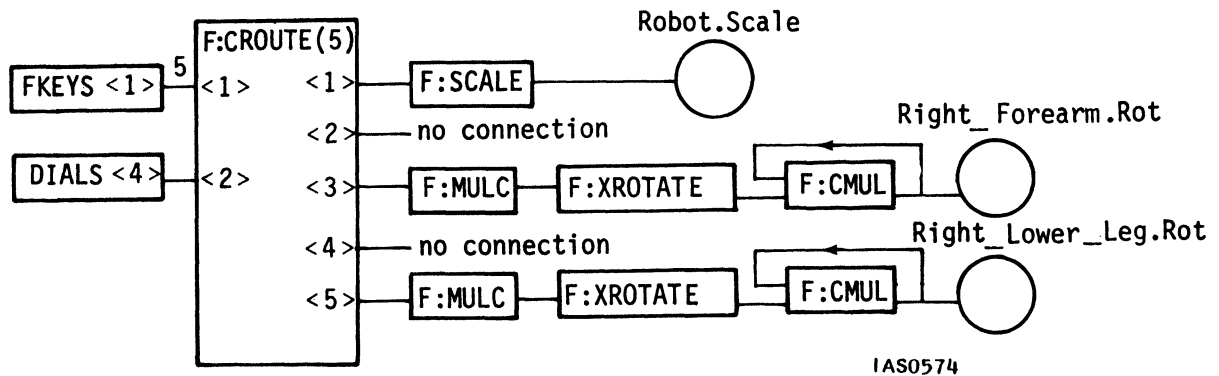 Robot.Scale
F:CROUTE(5)
5
FKEYS <1> <1> <1> F:SCALE
<2> no connection
Right_ Forearm.Rot
DIALS <4> <2> <3> F:MULC F:XROTATE F:CMUL
<4> no connection
Right_Lower_Leg.Rot
<5> F:MULC F:XROTATE F:CMUL
IAS0574